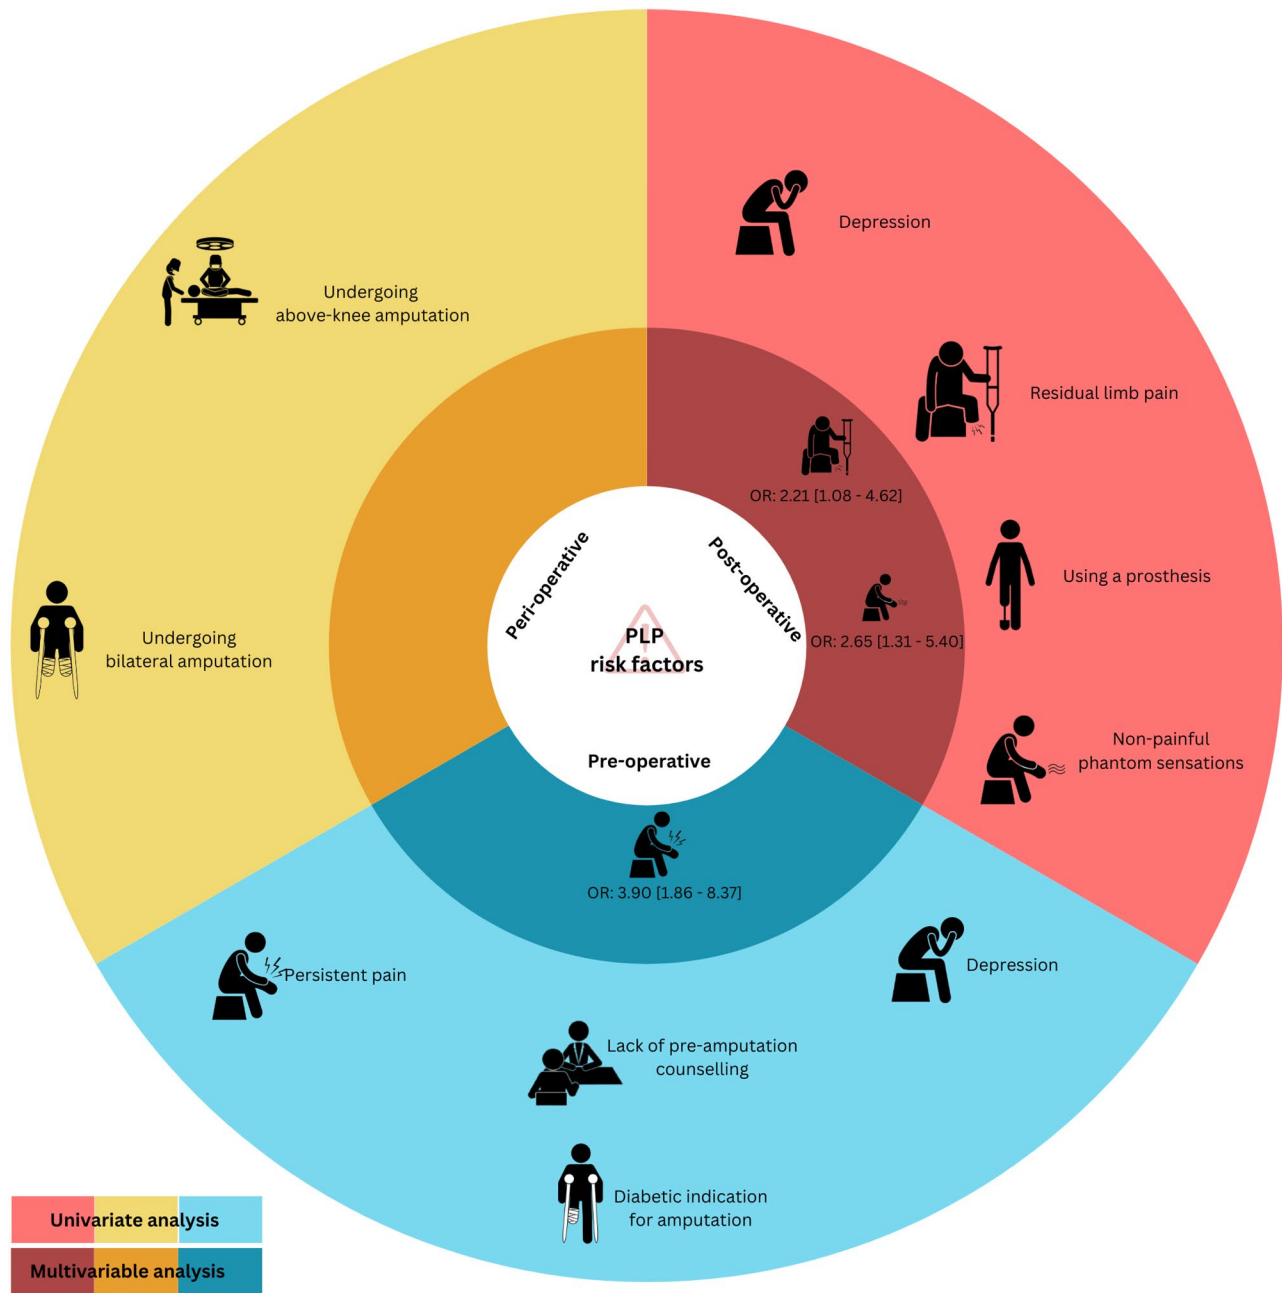 Depression
Undergoing
above-knee amputation
Residual limb pain
OR: 2.21 [1.08 - 4.62]
Using a prosthesis
Peri-operative
Post-operative
PLP
risk factors
OR: 2.65 [1.31 - 5.40]
Undergoing
bilateral amputation
Non-painful
phantom sensations
Pre-operative
OR: 3.90 [1.86 - 8.37]
Persistent pain
Depression
Lack of pre-amputation
counselling
Diabetic indication
for amputation
Univariate analysis
Multivariable analysis